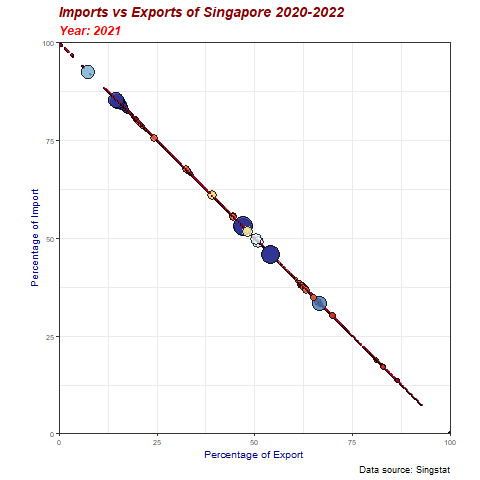 Imports vs Exports of Singapore 2020-2022
Year: 2021
100
75
50
25
0
Percentage of Import
0
25
50
75
100
Percentage of Export
Data source: Singstat